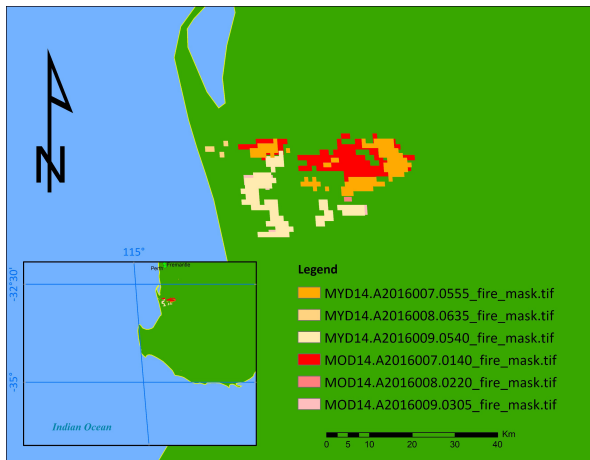 N
115°
Perth Fremantle
-32°30'
-35°
Indian Ocean
Legend
MYD14.A2016007.0555_fire_mask.tif
MYD14.A2016008.0635_fire_mask.tif
MYD14.A2016009.0540_fire_mask.tif
MOD14.A2016007.0140_fire_mask.tif
MOD14.A2016008.0220_fire_mask.tif
MOD14.A2016009.0305_fire_mask.tif
Km
0 5 10 20 30 40